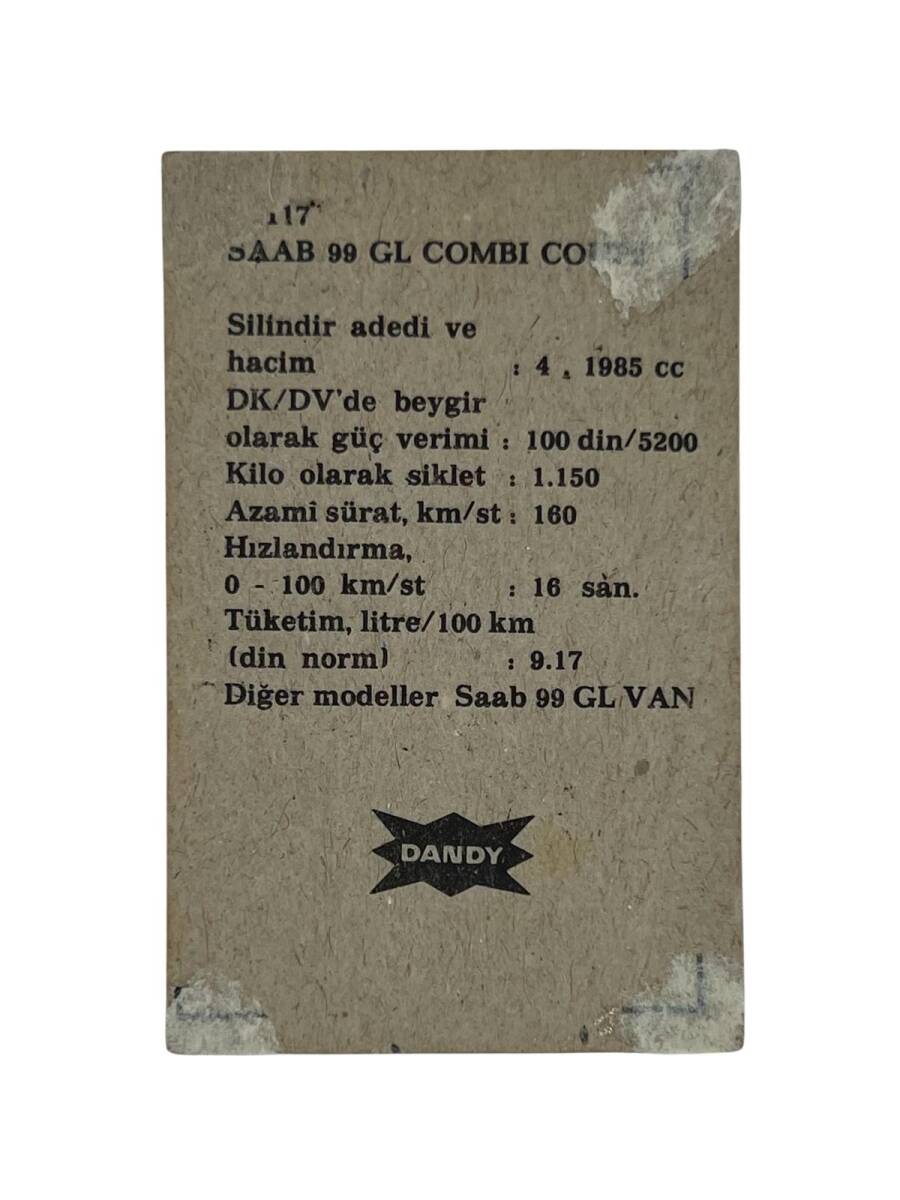 117
SAAB 99 GL COMBI
Silindir adedi ve
hacim : 4 , 1985 cc
DK/DV'de beygir
olarak güç verimi : 100 din/5200
Kilo olarak siklet : 1.150
Azamî sürat, km/st : 160
Hızlandırma,
0 - 100 km/st : 16 san.
Tüketim, litre/100 km
(din norm) : 9.17
Diğer modeller Saab 99 GL VAN
DANDY